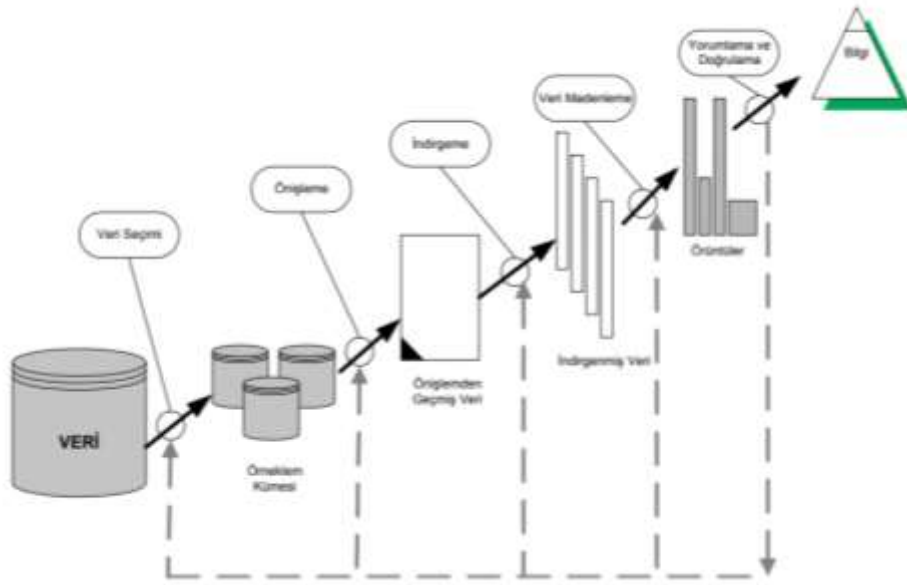 Yorumlama ve
Doğrulama
Bilgi
Veri Madenleme
İndirgeme
Önişleme
Veri Seçimi
Örüntüler
İndirgenmiş Veri
Önişlemden
Geçmiş Veri
VERİ
Örneklem
Kümesi